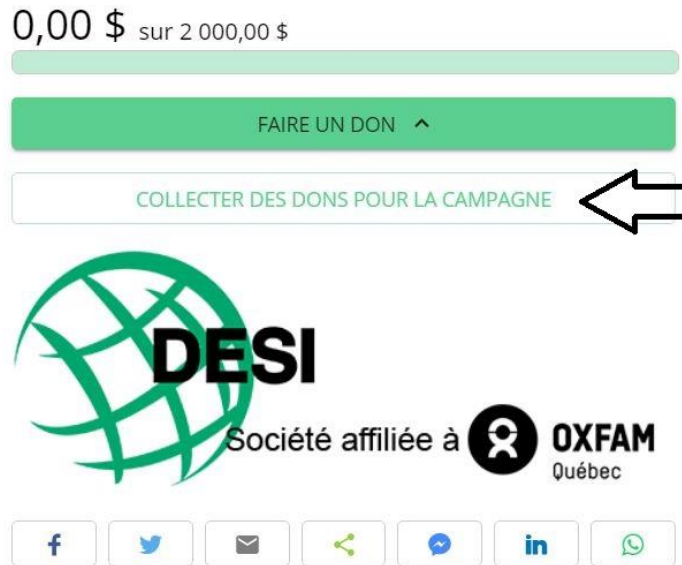 0,00 $ sur 2 000,00 $
FAIRE UN DON
COLLECTER DES DONS POUR LA CAMPAGNE
DESI
Société affiliée à OXFAM
Québec